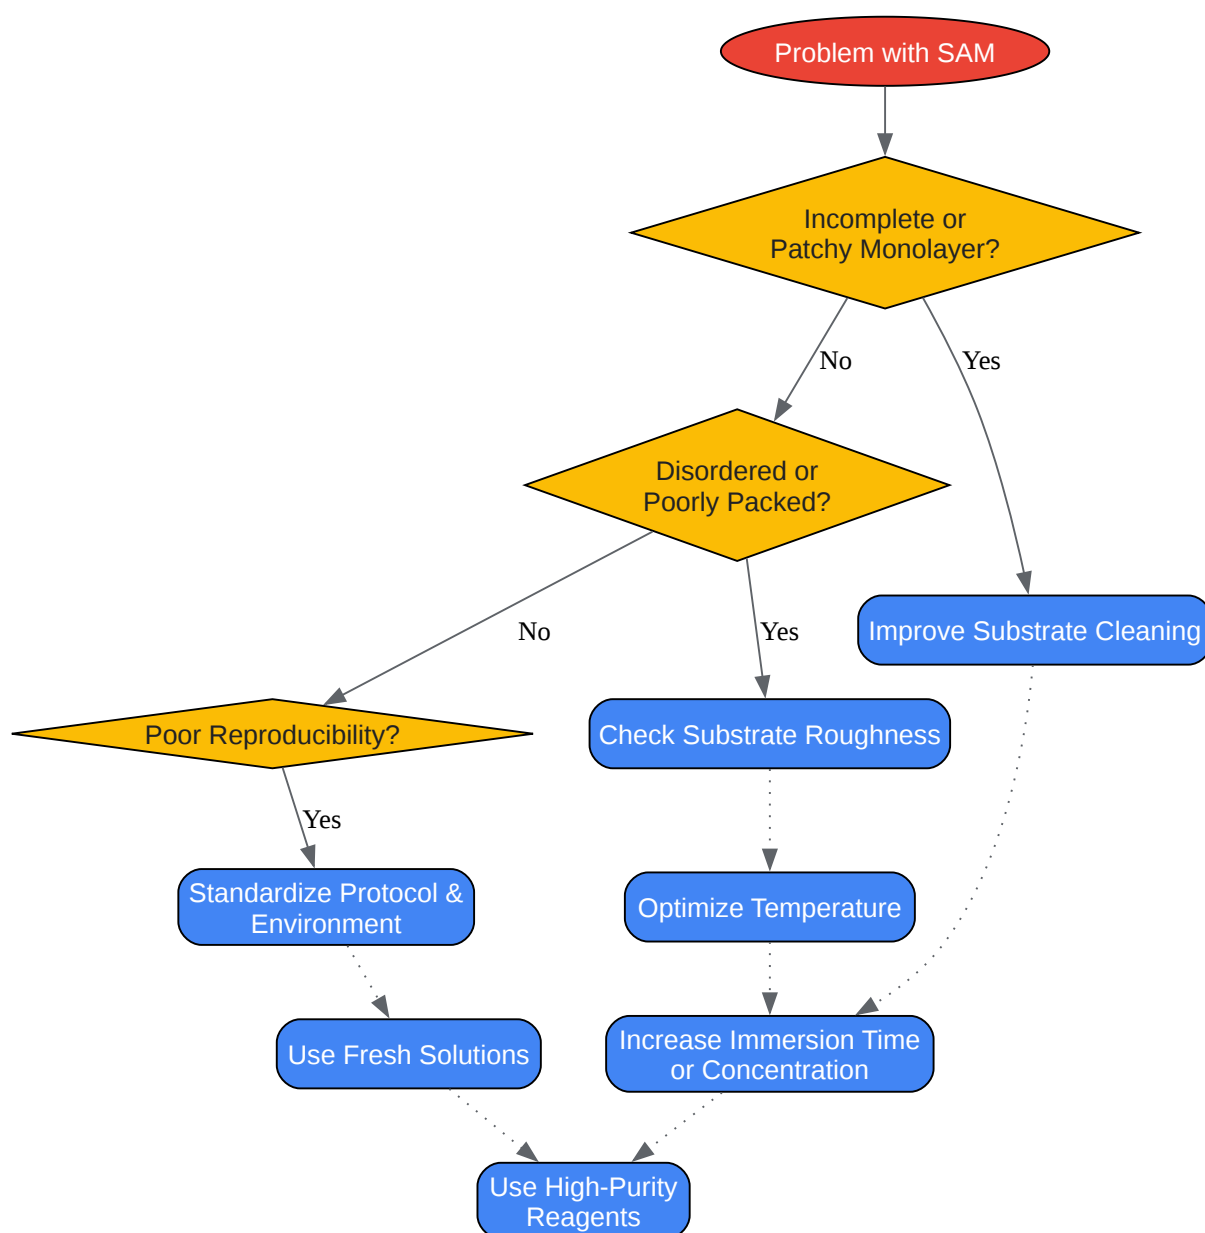 Problem with SAM
Incomplete or
Patchy Monolayer?
No
Yes
Disordered or
Poorly Packed?
No
Yes
Improve Substrate Cleaning
Poor Reproducibility?
Check Substrate Roughness
Yes
Standardize Protocol &
Environment
Optimize Temperature
Use Fresh Solutions
Increase Immersion Time
or Concentration
Use High-Purity
Reagents